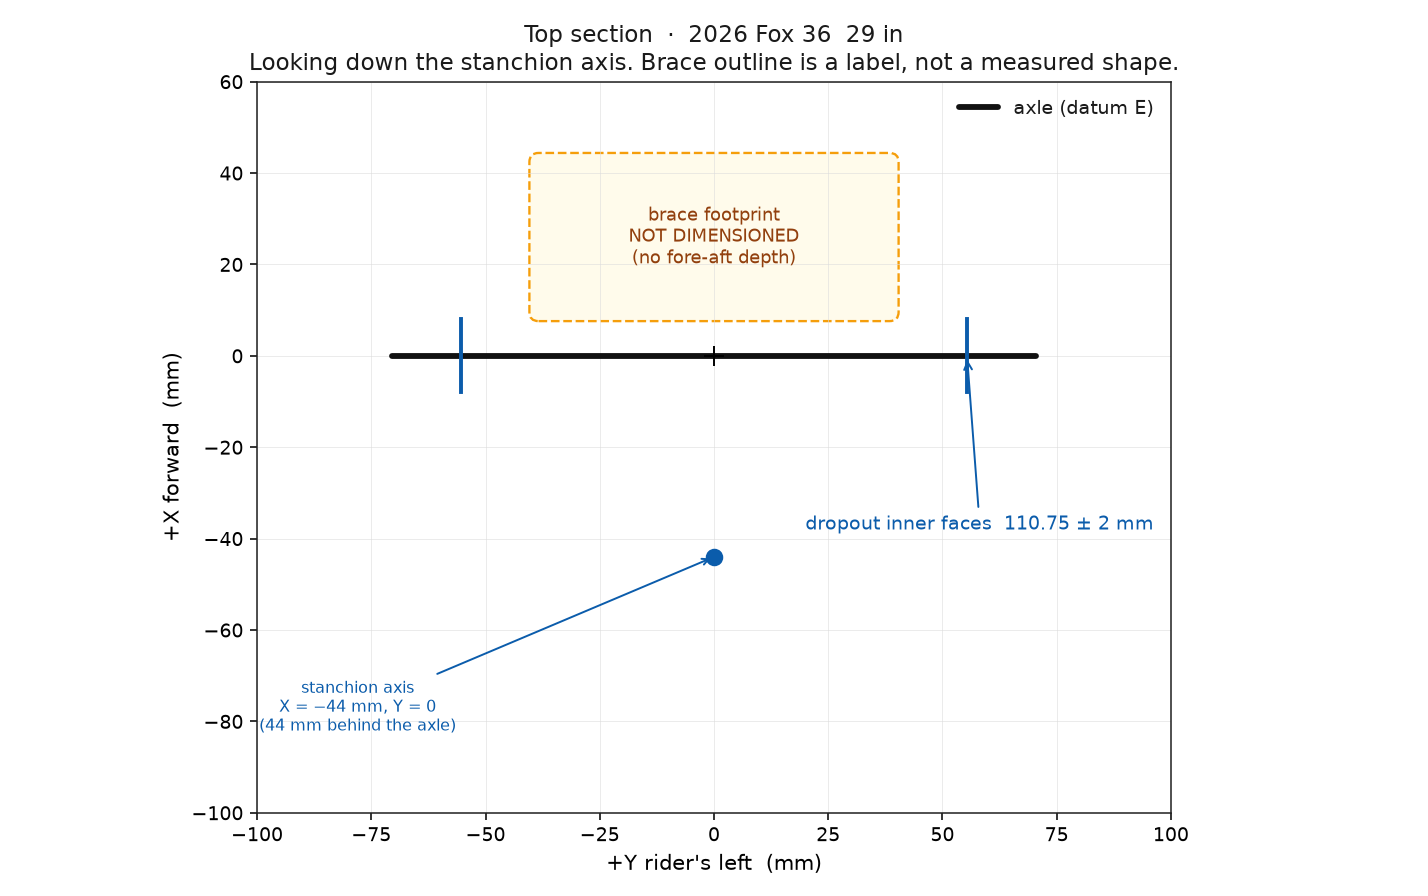 Top section · 2026 Fox 36 29 in
Looking down the stanchion axis. Brace outline is a label, not a measured shape.
axle (datum E)
brace footprint
NOT DIMENSIONED
(no fore-aft depth)
dropout inner faces 110.75 ± 2 mm
stanchion axis
X = −44 mm, Y = 0
(44 mm behind the axle)
+X forward (mm)
60
40
20
0
−20
−40
−60
−80
−100
−100
−75
−50
−25
0
25
50
75
100
+Y rider's left (mm)